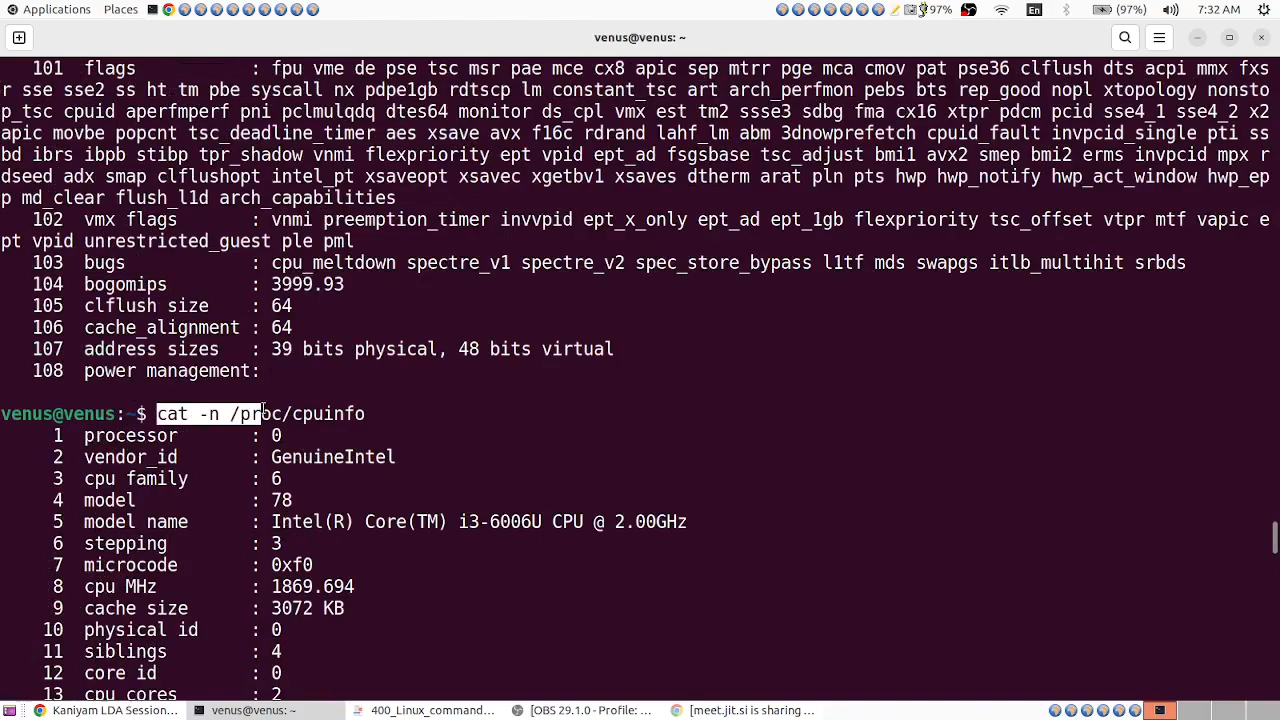 Applications Places 97% En (97%) 7:32 AM
venus@venus: ~
101 flags : fpu vme de pse tsc msr pae mce cx8 apic sep mtrr pge mca cmov pat pse36 clflush dts acpi mmx fxs
r sse sse2 ss ht tm pbe syscall nx pdpe1gb rdtscp lm constant_tsc art arch_perfmon pebs bts rep_good nopl xtopology nonsto
p_tsc cpuid aperfmperf pni pclmulqdq dtes64 monitor ds_cpl vmx est tm2 ssse3 sdbg fma cx16 xtpr pdcm pcid sse4_1 sse4_2 x2
apic movbe popcnt tsc_deadline_timer aes xsave avx f16c rdrand lahf_lm abm 3dnowprefetch cpuid_fault invpcid_single pti ss
bd ibrs ibpb stibp tpr_shadow vnmi flexpriority ept vpid ept_ad fsgsbase tsc_adjust bmi1 avx2 smep bmi2 erms invpcid mpx r
dseed adx smap clflushopt intel_pt xsaveopt xsavec xgetbv1 xsaves dtherm arat pln pts hwp hwp_notify hwp_act_window hwp_ep
p md_clear flush_l1d arch_capabilities
102 vmx flags : vnmi preemption_timer invvpid ept_x_only ept_ad ept_1gb flexpriority tsc_offset vtpr mtf vapic e
pt vpid unrestricted_guest ple pml
103 bugs : cpu_meltdown spectre_v1 spectre_v2 spec_store_bypass l1tf mds swapgs itlb_multihit srbds
104 bogomips : 3999.93
105 clflush size : 64
106 cache_alignment : 64
107 address sizes : 39 bits physical, 48 bits virtual
108 power management:
venus@venus:~$ cat -n /proc/cpuinfo
1 processor : 0
2 vendor_id : GenuineIntel
3 cpu family : 6
4 model : 78
5 model name : Intel(R) Core(TM) i3-6006U CPU @ 2.00GHz
6 stepping : 3
7 microcode : 0xf0
8 cpu MHz : 1869.694
9 cache size : 3072 KB
10 physical id : 0
11 siblings : 4
12 core id : 0
13 cpu cores : 2
Kaniyam LDA Session... venus@venus: ~ 400_Linux_command... [OBS 29.1.0 - Profile: ... [meet.jit.si is sharing ...